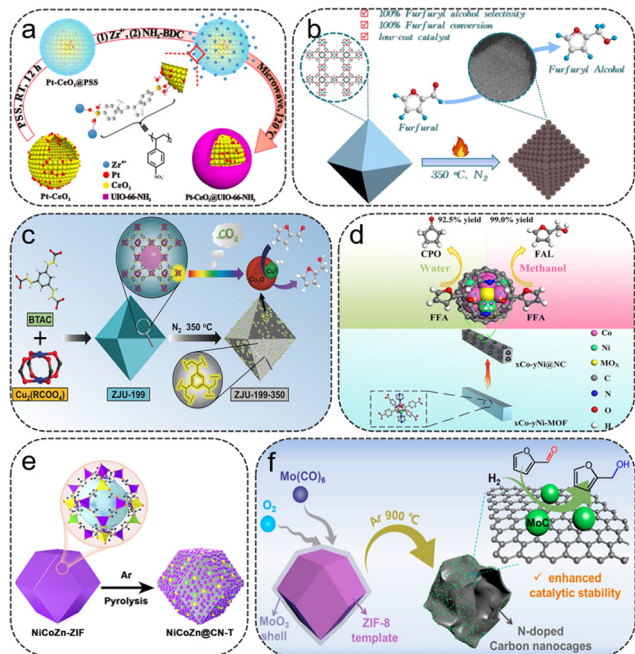 a
(1) Zr⁴⁺, (2) NH₂-BDC
Pt-CeO₂@PSS
PSS, RT, 12 h
Microwave, 120°C
Pt-CeO₂
Zr⁴⁺
Pt
CeO₂
UIO-66-NH₂
Pt-CeO₂@UIO-66-NH₂
b
☑ 100% Furfuryl alcohol selectivity
☑ 100% Furfural conversion
☑ low-cost catalyst
Furfuryl Alcohol
Furfural
350 °C, N₂
c
CO₂
Cu₂O
BTAC
+
Cu₂(RCOO₄)
N₂ 350 °C
ZJU-199
ZJU-199-350
d
92.5% yield
99.0% yield
CPO
FAL
Water
Methanol
FFA
FFA
xCo-yNi@NC
xCo-yNi-MOF
Co
Ni
MOₓ
C
N
O
H
e
Ar
Pyrolysis
NiCoZn-ZIF
NiCoZn@CN-T
f
Mo(CO)₆
O₂
Ar 900 ℃
H₂
O
O
O
OH
MoC
✓ enhanced
catalytic stability
MoO₃
shell
ZIF-8
template
N-doped
Carbon nanocages